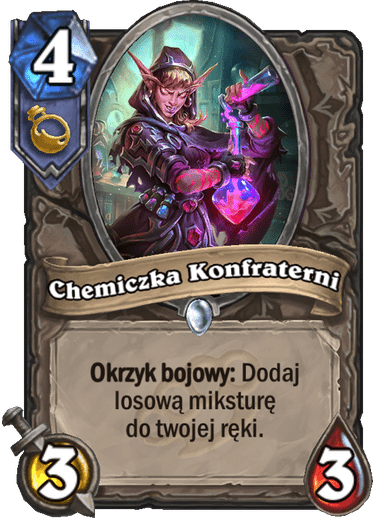 4
Chemiczka Konfraterni
Okrzyk bojowy: Dodaj
losową miksturę
do twojej ręki.
3
3